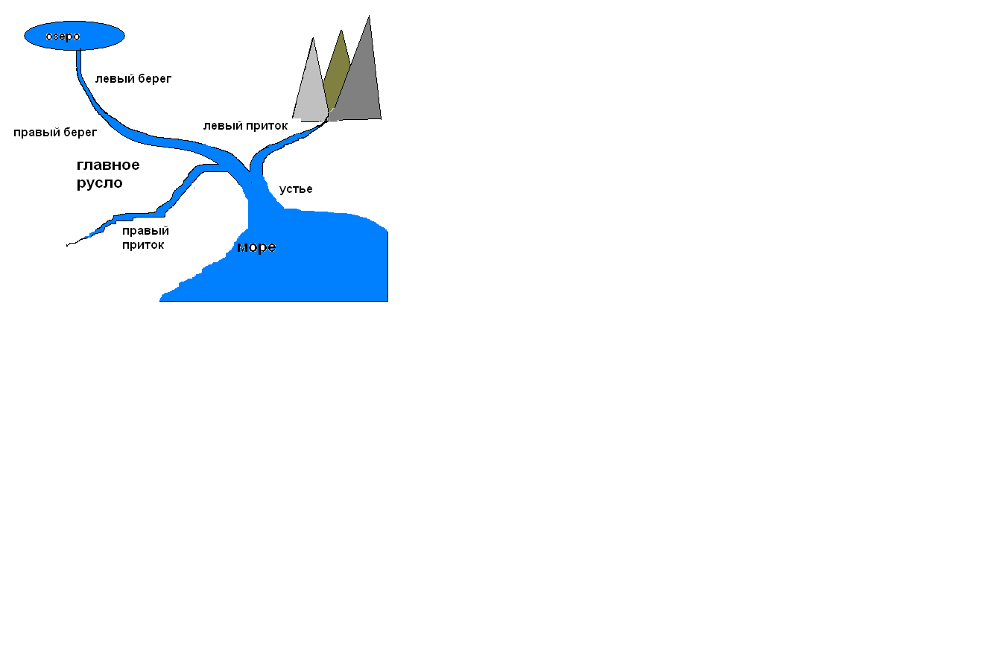 озеро
левый берег
левый приток
правый берег
главное
русло
устье
правый
приток
море